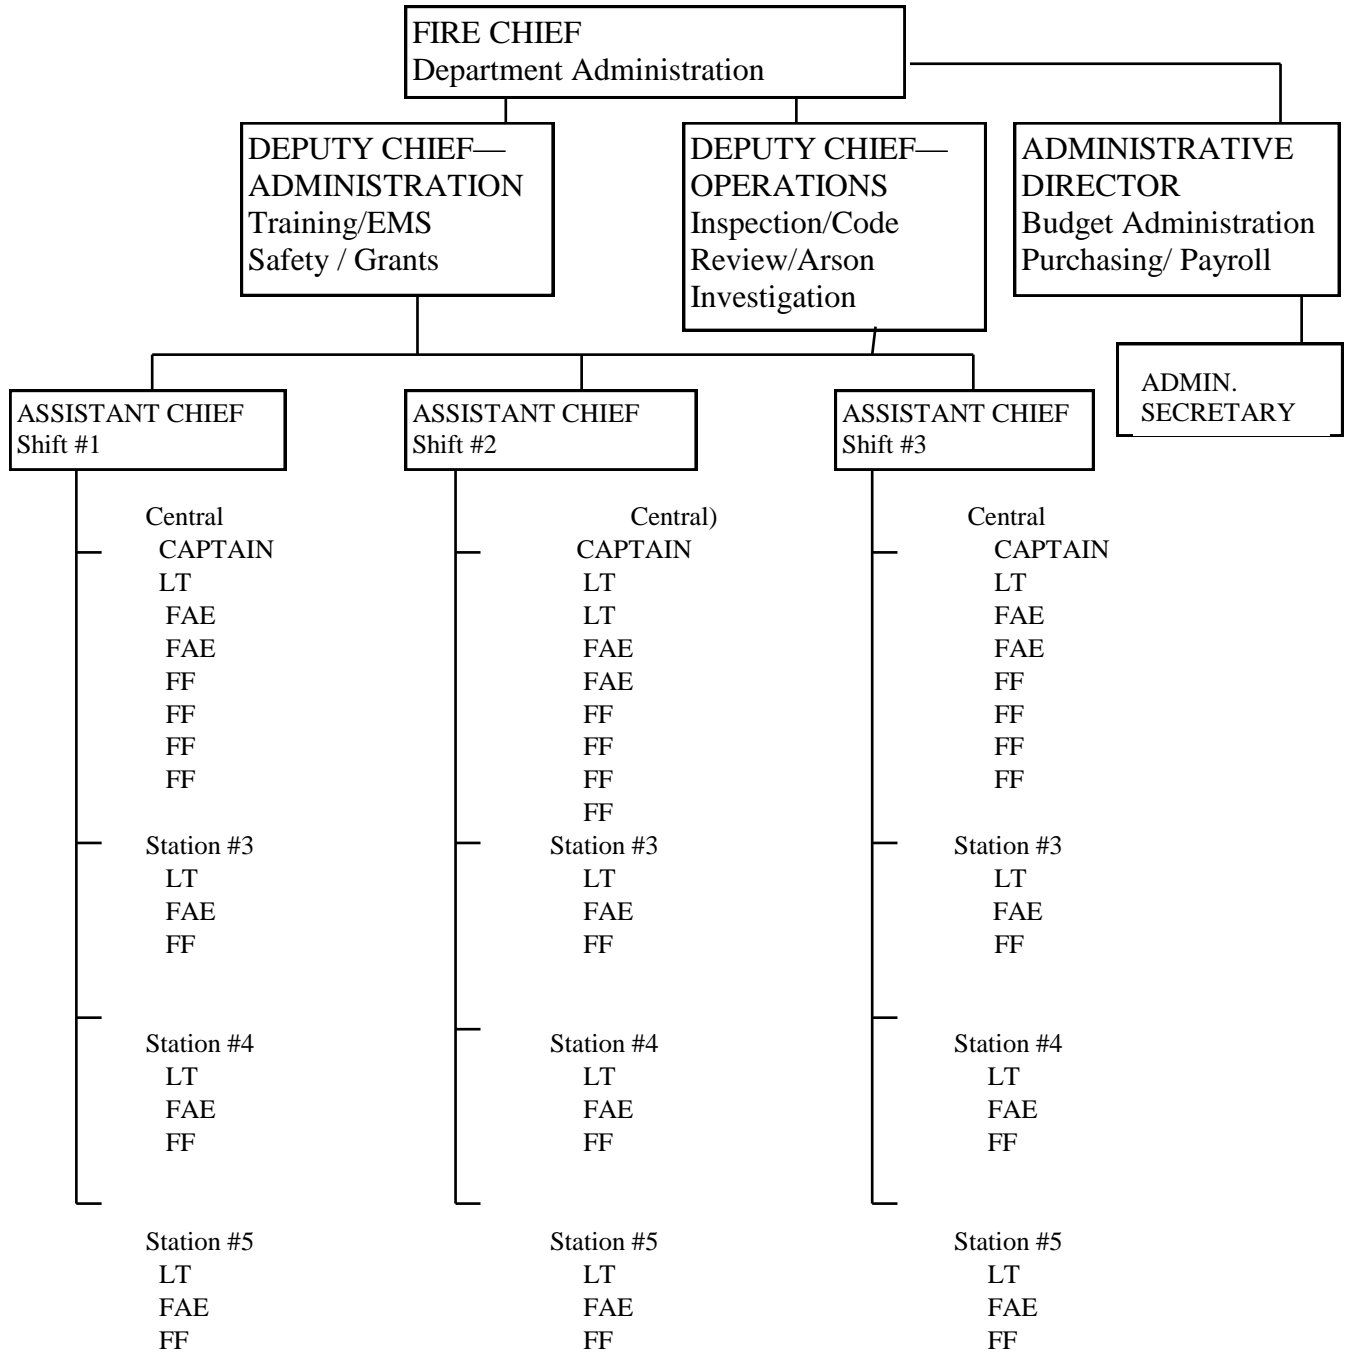 FIRE CHIEF
Department Administration
DEPUTY CHIEF—
ADMINISTRATION
Training/EMS
Safety / Grants
DEPUTY CHIEF—
OPERATIONS
Inspection/Code
Review/Arson
Investigation
ADMINISTRATIVE
DIRECTOR
Budget Administration
Purchasing/ Payroll
ADMIN.
SECRETARY
ASSISTANT CHIEF
Shift #1
Central
CAPTAIN
LT
FAE
FAE
FF
FF
FF
FF
Station #3
LT
FAE
FF
Station #4
LT
FAE
FF
Station #5
LT
FAE
FF
ASSISTANT CHIEF
Shift #2
Central)
CAPTAIN
LT
LT
FAE
FAE
FF
FF
FF
FF
Station #3
LT
FAE
FF
Station #4
LT
FAE
FF
Station #5
LT
FAE
FF
ASSISTANT CHIEF
Shift #3
Central
CAPTAIN
LT
FAE
FAE
FF
FF
FF
FF
Station #3
LT
FAE
FF
Station #4
LT
FAE
FF
Station #5
LT
FAE
FF